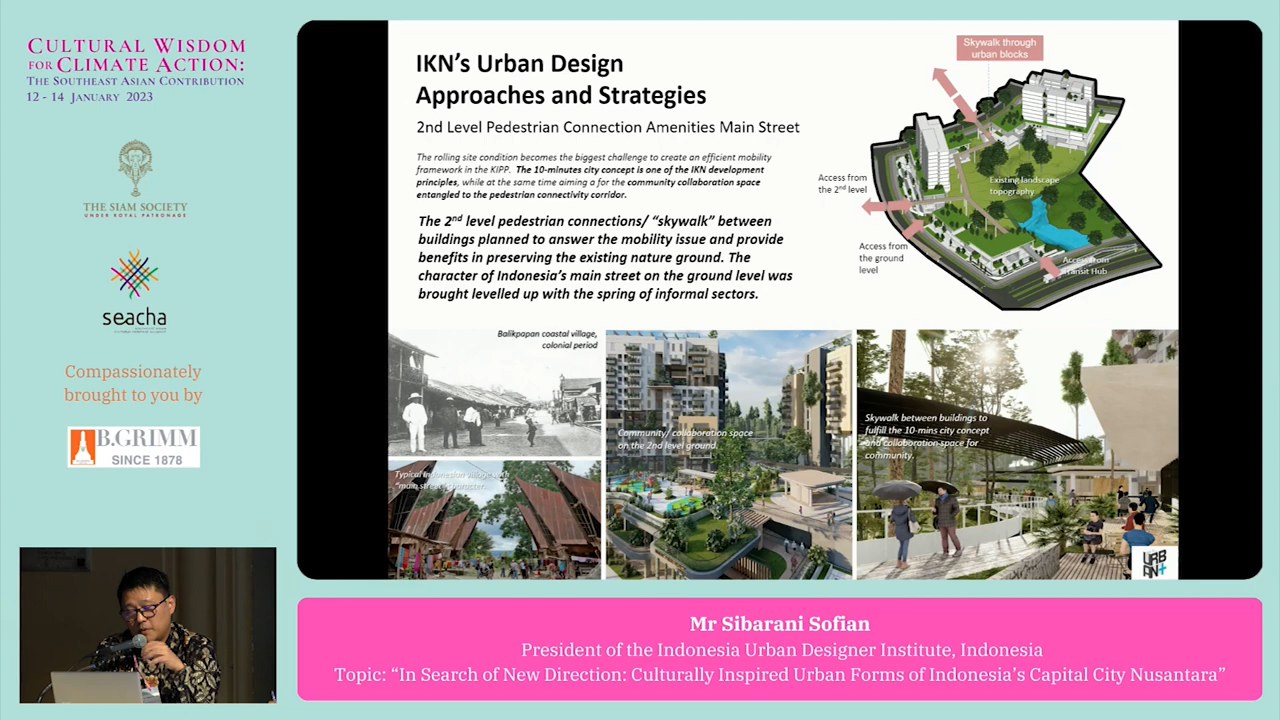 CULTURAL WISDOM
FOR CLIMATE ACTION:
THE SOUTHEAST ASIAN CONTRIBUTION
12 - 14 JANUARY 2023
THE SIAM SOCIETY
UNDER ROYAL PATRONAGE
seacha
Compassionately
brought to you by
B.GRIMM
SINCE 1878
IKN's Urban Design
Approaches and Strategies
2nd Level Pedestrian Connection Amenities Main Street
The rolling site condition becomes the biggest challenge to create an efficient mobility
framework in the KIPP. The 10-minutes city concept is one of the IKN development
principles, while at the same time aiming a for the community collaboration space
entangled to the pedestrian connectivity corridor.
The 2nd level pedestrian connections/ "skywalk" between
buildings planned to answer the mobility issue and provide
benefits in preserving the existing nature ground. The
character of Indonesia's main street on the ground level was
brought levelled up with the spring of informal sectors.
Skywalk through
urban blocks
Access from
the 2nd level
Existing landscape
topography
Access from
the ground
level
Access from
Transit Hub
Balikpapan coastal village,
colonial period
Typical Indonesian village with
"main street" character.
Community/ collaboration space
on the 2nd level ground.
Skywalk between buildings to
fulfill the 10-mins city concept
and collaboration space for
community.
URB
AN+
Mr Sibarani Sofian
President of the Indonesia Urban Designer Institute, Indonesia
Topic: "In Search of New Direction: Culturally Inspired Urban Forms of Indonesia's Capital City Nusantara"